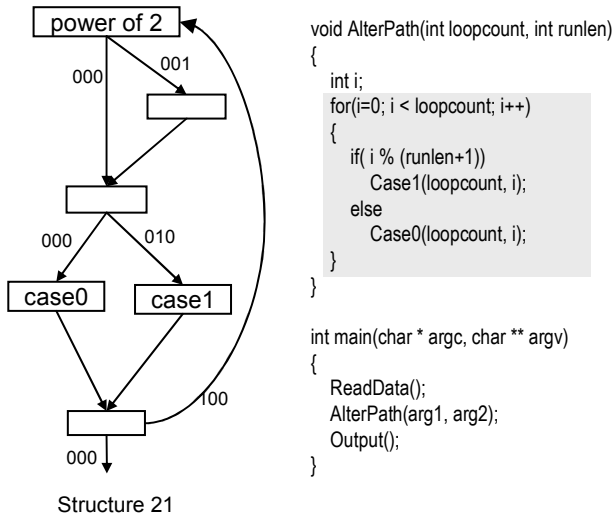 power of 2
000
001
000
010
case0
case1
100
000
Structure 21
void AlterPath(int loopcount, int runlen)
{
int i;
for(i=0; i < loopcount; i++)
{
if( i % (runlen+1))
Case1(loopcount, i);
else
Case0(loopcount, i);
}
}
int main(char * argc, char ** argv)
{
ReadData();
AlterPath(arg1, arg2);
Output();
}